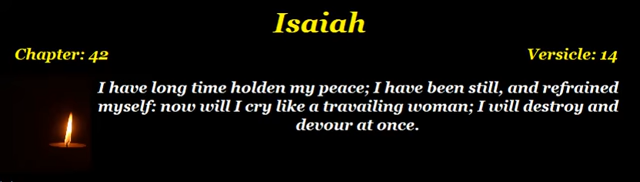 Isaiah
Chapter: 42 Versicle: 14
I have long time holden my peace; I have been still, and refrained
myself: now will I cry like a travailing woman; I will destroy and
devour at once.